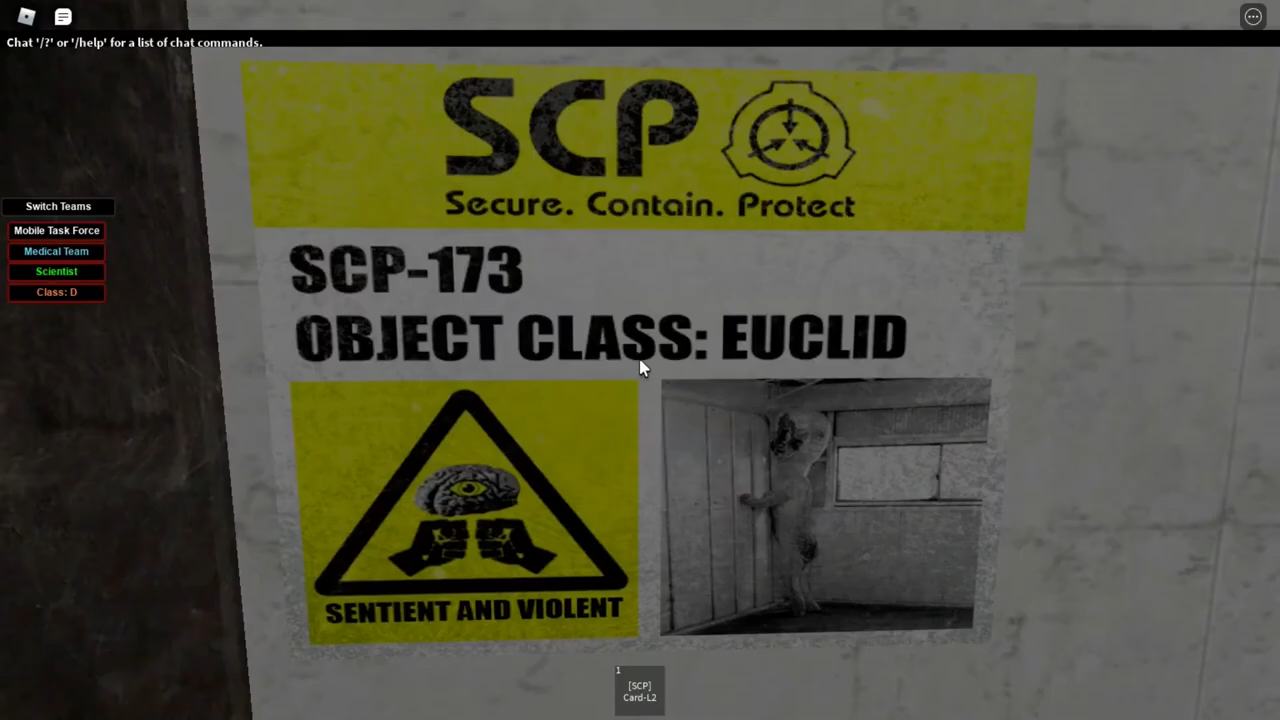 Chat '/?' or '/help' for a list of chat commands.
SCP
Secure. Contain. Protect
Switch Teams
Mobile Task Force
Medical Team
Scientist
Class: D
SCP-173
OBJECT CLASS: EUCLID
SENTIENT AND VIOLENT
1
[SCP]
Card-L2